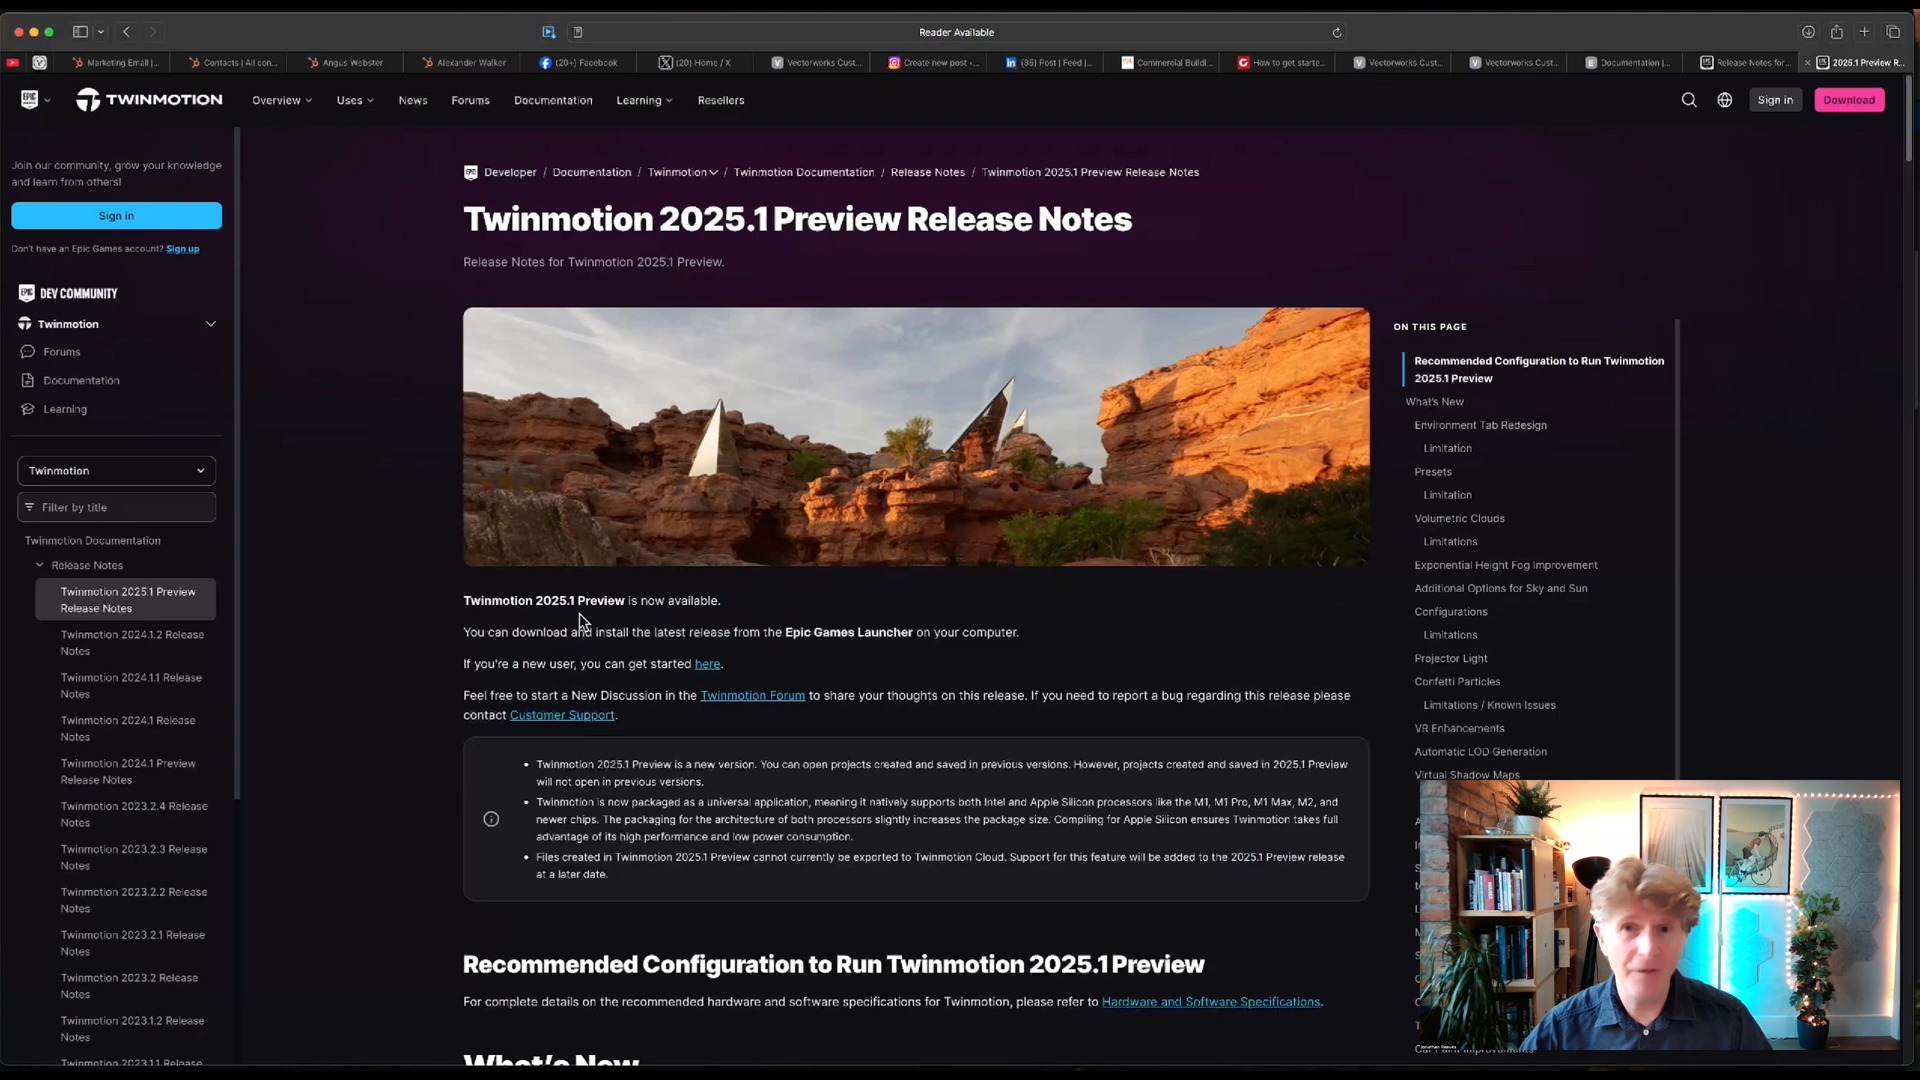 Reader Available
Marketing Email |...
Contacts | All con...
Angus Webster
Alexander Walker
(20+) Facebook
(20) Home / X
Vectorworks Cust...
Create new post •...
(35) Post | Feed |...
Commercial Buildi...
How to get starte...
Vectorworks Cust...
Vectorworks Cust...
Documentation |...
Release Notes for...
2025.1 Preview R...
TWINMOTION
Overview
Uses
News
Forums
Documentation
Learning
Resellers
Sign in
Download
Join our community, grow your knowledge
and learn from others!
Sign in
Don't have an Epic Games account? Sign up
DEV COMMUNITY
Twinmotion
Forums
Documentation
Learning
Twinmotion
Filter by title
Twinmotion Documentation
Release Notes
Twinmotion 2025.1 Preview
Release Notes
Twinmotion 2024.1.2 Release
Notes
Twinmotion 2024.1.1 Release
Notes
Twinmotion 2024.1 Release
Notes
Twinmotion 2024.1 Preview
Release Notes
Twinmotion 2023.2.4 Release
Notes
Twinmotion 2023.2.3 Release
Notes
Twinmotion 2023.2.2 Release
Notes
Twinmotion 2023.2.1 Release
Notes
Twinmotion 2023.2 Release
Notes
Twinmotion 2023.1.2 Release
Notes
Twinmotion 2023.1.1 Release
Developer / Documentation / Twinmotion / Twinmotion Documentation / Release Notes / Twinmotion 2025.1 Preview Release Notes
Twinmotion 2025.1 Preview Release Notes
Release Notes for Twinmotion 2025.1 Preview.
Twinmotion 2025.1 Preview is now available.
You can download and install the latest release from the Epic Games Launcher on your computer.
If you're a new user, you can get started here.
Feel free to start a New Discussion in the Twinmotion Forum to share your thoughts on this release. If you need to report a bug regarding this release please
contact Customer Support.
• Twinmotion 2025.1 Preview is a new version. You can open projects created and saved in previous versions. However, projects created and saved in 2025.1 Preview
will not open in previous versions.
• Twinmotion is now packaged as a universal application, meaning it natively supports both Intel and Apple Silicon processors like the M1, M1 Pro, M1 Max, M2, and
newer chips. The packaging for the architecture of both processors slightly increases the package size. Compiling for Apple Silicon ensures Twinmotion takes full
advantage of its high performance and low power consumption.
• Files created in Twinmotion 2025.1 Preview cannot currently be exported to Twinmotion Cloud. Support for this feature will be added to the 2025.1 Preview release
at a later date.
Recommended Configuration to Run Twinmotion 2025.1 Preview
For complete details on the recommended hardware and software specifications for Twinmotion, please refer to Hardware and Software Specifications.
What's New
ON THIS PAGE
Recommended Configuration to Run Twinmotion
2025.1 Preview
What's New
Environment Tab Redesign
Limitation
Presets
Limitation
Volumetric Clouds
Limitations
Exponential Height Fog Improvement
Additional Options for Sky and Sun
Configurations
Limitations
Projector Light
Confetti Particles
Limitations / Known Issues
VR Enhancements
Automatic LOD Generation
Virtual Shadow Maps
Jonathan Reeves